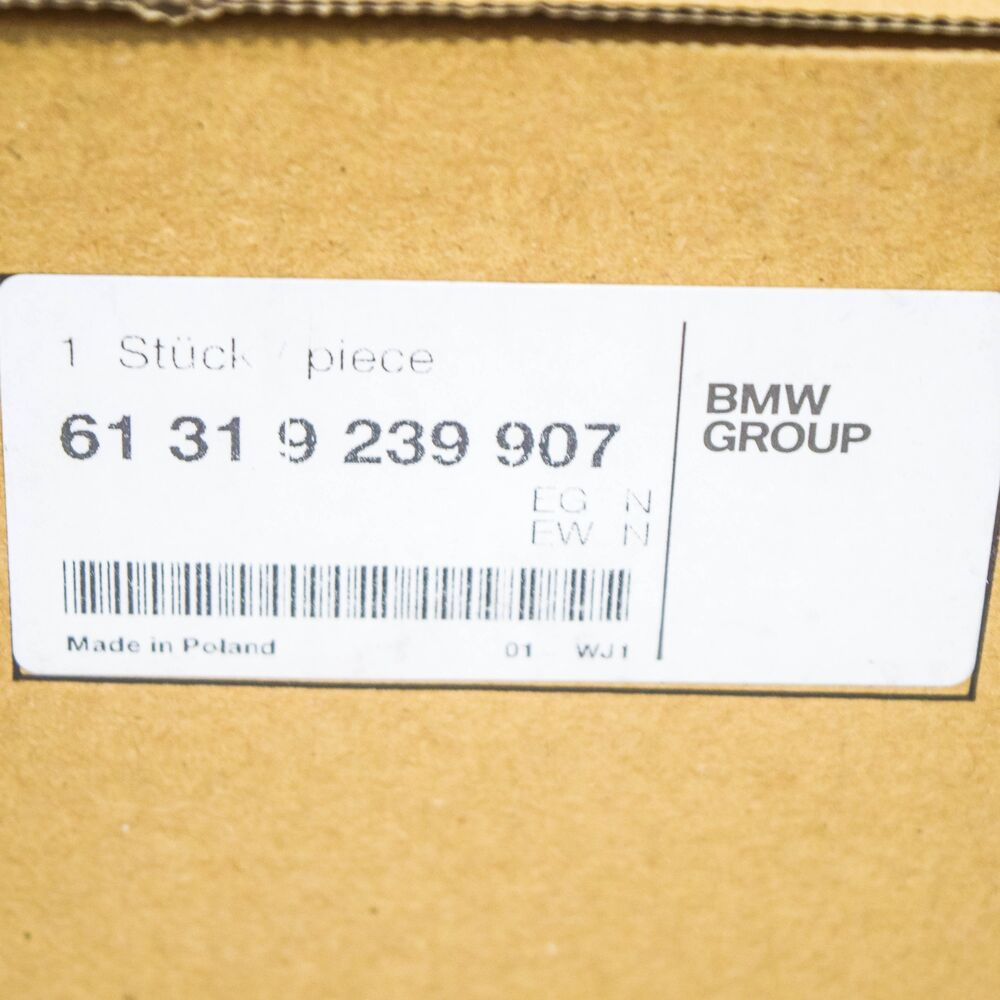 1 Stück / piece
61 31 9 239 907
EG N
EW N
Made in Poland
01 WJ1
BMW
GROUP